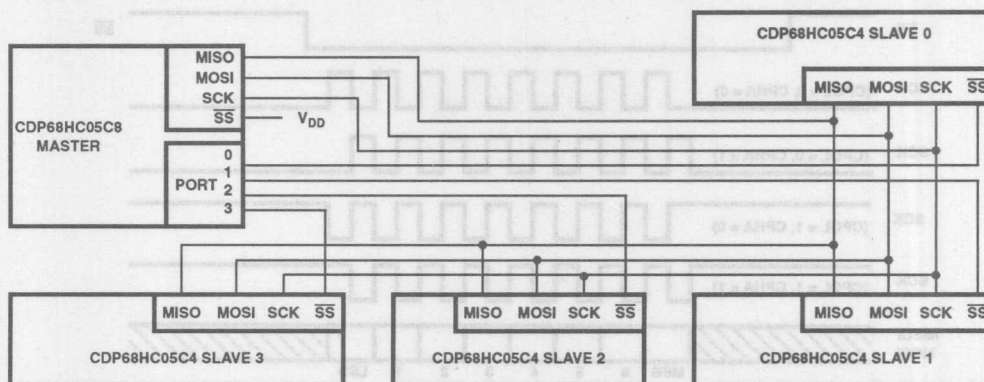 CDP68HC05C8
MASTER
MISO
MOSI
SCK
SS
VDD
PORT
0
1
2
3
CDP68HC05C4 SLAVE 0
MISO MOSI SCK SS
MISO MOSI SCK SS
CDP68HC05C4 SLAVE 3
MISO MOSI SCK SS
CDP68HC05C4 SLAVE 2
MISO MOSI SCK SS
CDP68HC05C4 SLAVE 1